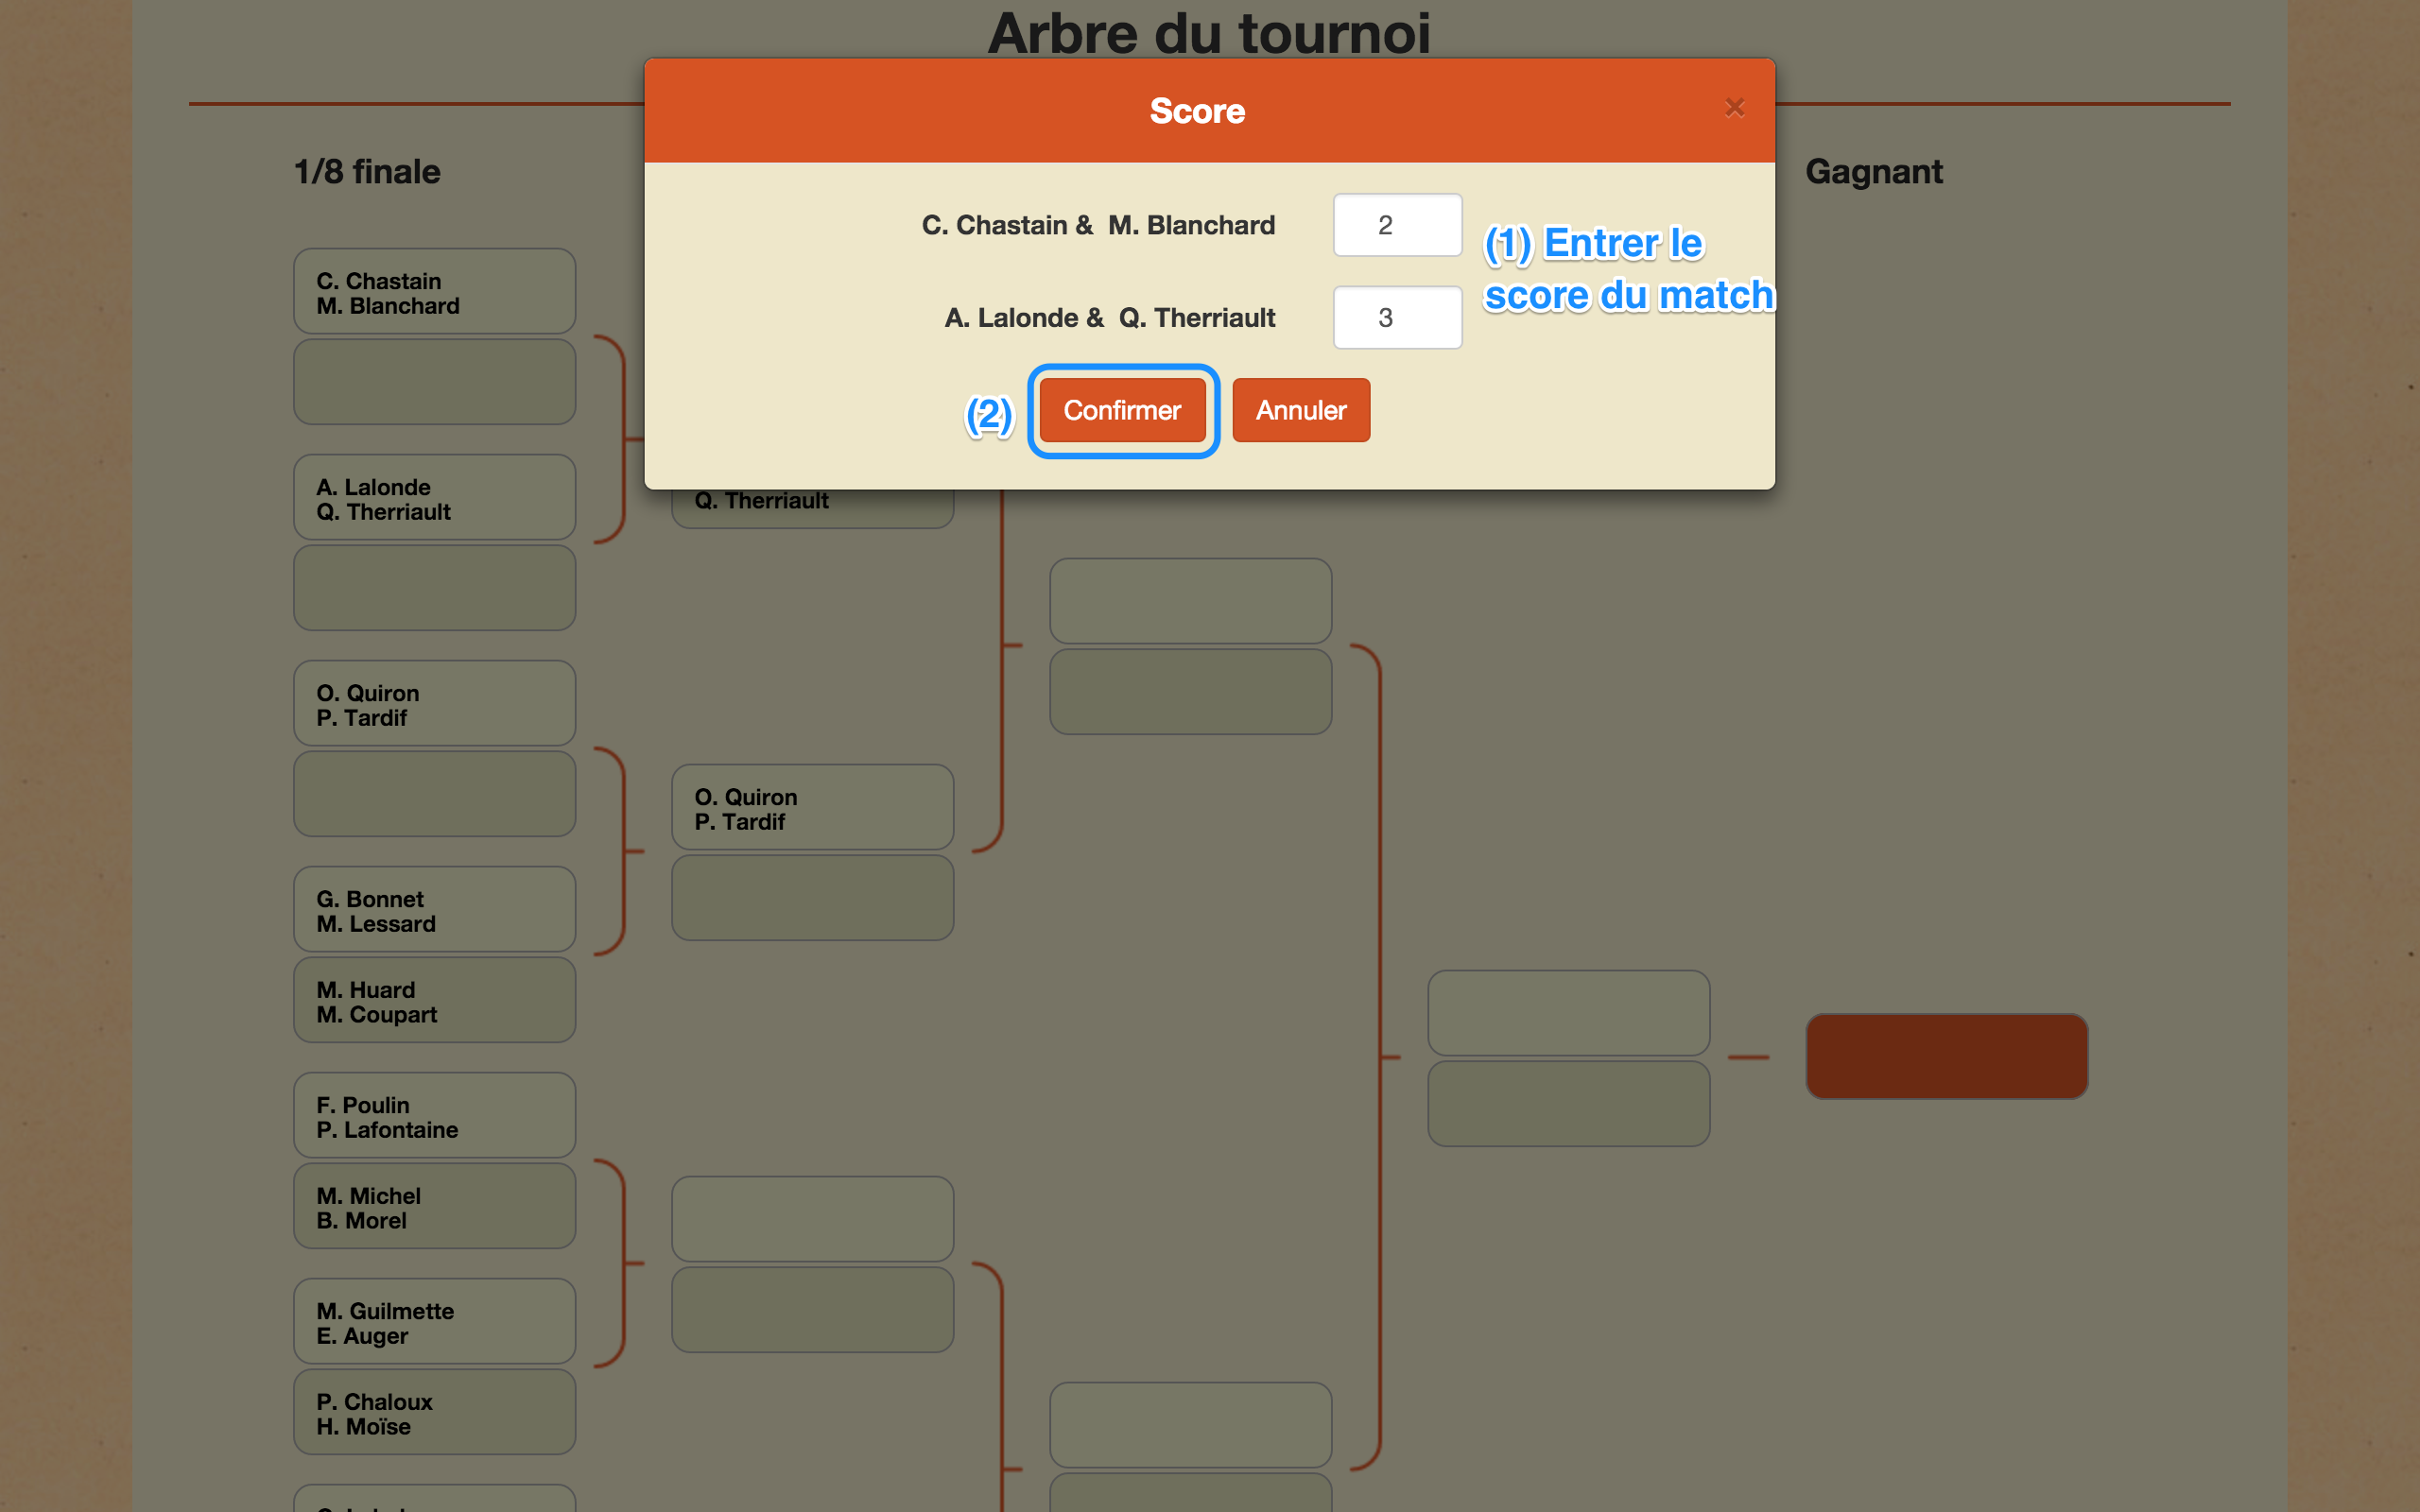 Arbre du tournoi
Score
×
1/8 finale
Gagnant
C. Chastain & M. Blanchard
2
(1) Entrer le
score du match
A. Lalonde & Q. Therriault
3
(2)
Confirmer
Annuler
C. Chastain
M. Blanchard
A. Lalonde
Q. Therriault
Q. Therriault
O. Quiron
P. Tardif
O. Quiron
P. Tardif
G. Bonnet
M. Lessard
M. Huard
M. Coupart
F. Poulin
P. Lafontaine
M. Michel
B. Morel
M. Guilmette
E. Auger
P. Chaloux
H. Moïse